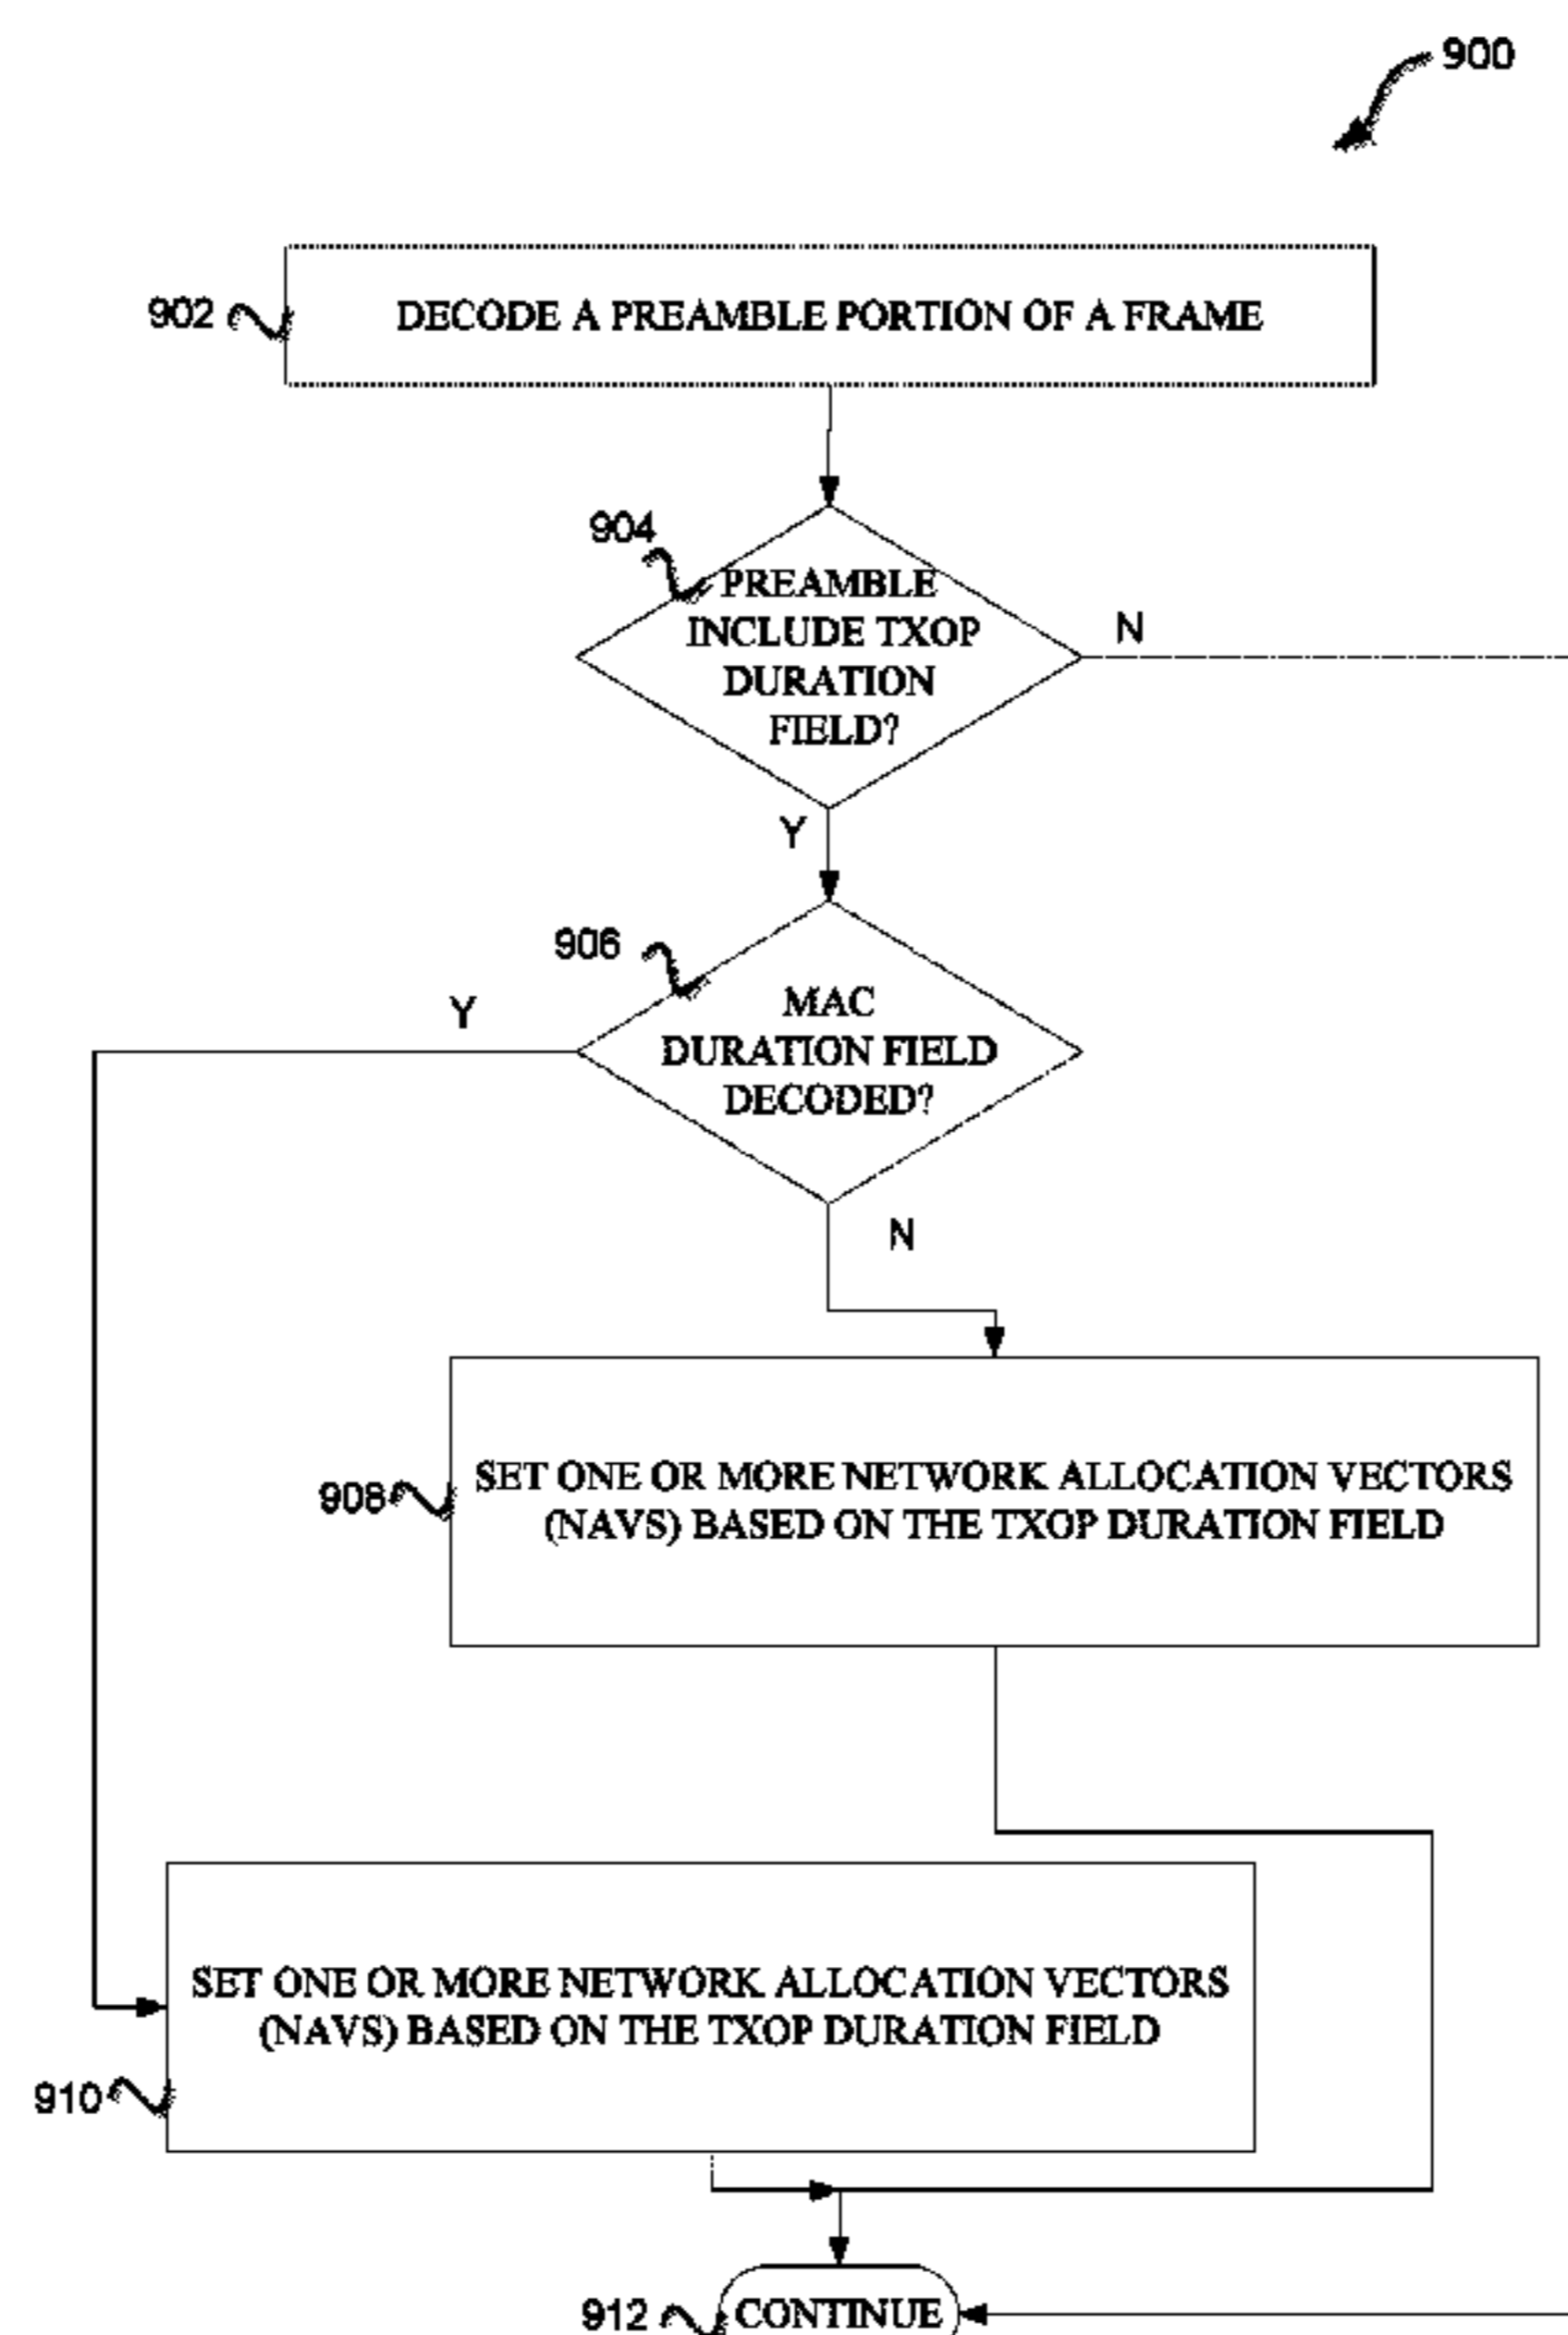 900
902
DECODE A PREAMBLE PORTION OF A FRAME
904
PREAMBLE
INCLUDE TXOP
DURATION
FIELD?
N
Y
906
MAC
DURATION FIELD
DECODED?
Y
N
908
SET ONE OR MORE NETWORK ALLOCATION VECTORS
(NAVS) BASED ON THE TXOP DURATION FIELD
SET ONE OR MORE NETWORK ALLOCATION VECTORS
(NAVS) BASED ON THE TXOP DURATION FIELD
910
912
CONTINUE